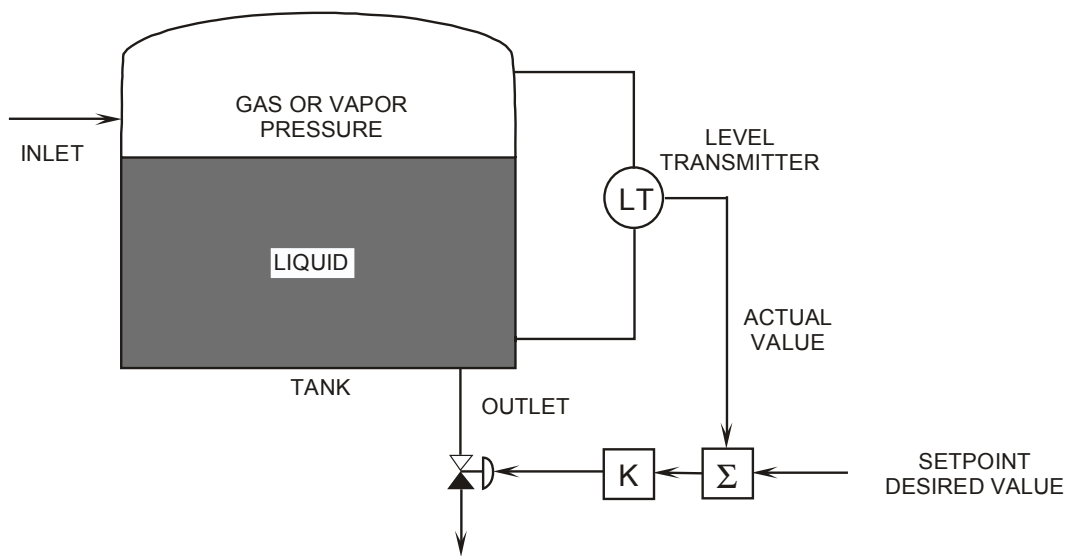 GAS OR VAPOR
PRESSURE
INLET
LEVEL
TRANSMITTER
LT
LIQUID
ACTUAL
VALUE
TANK
OUTLET
K
Σ
SETPOINT
DESIRED VALUE